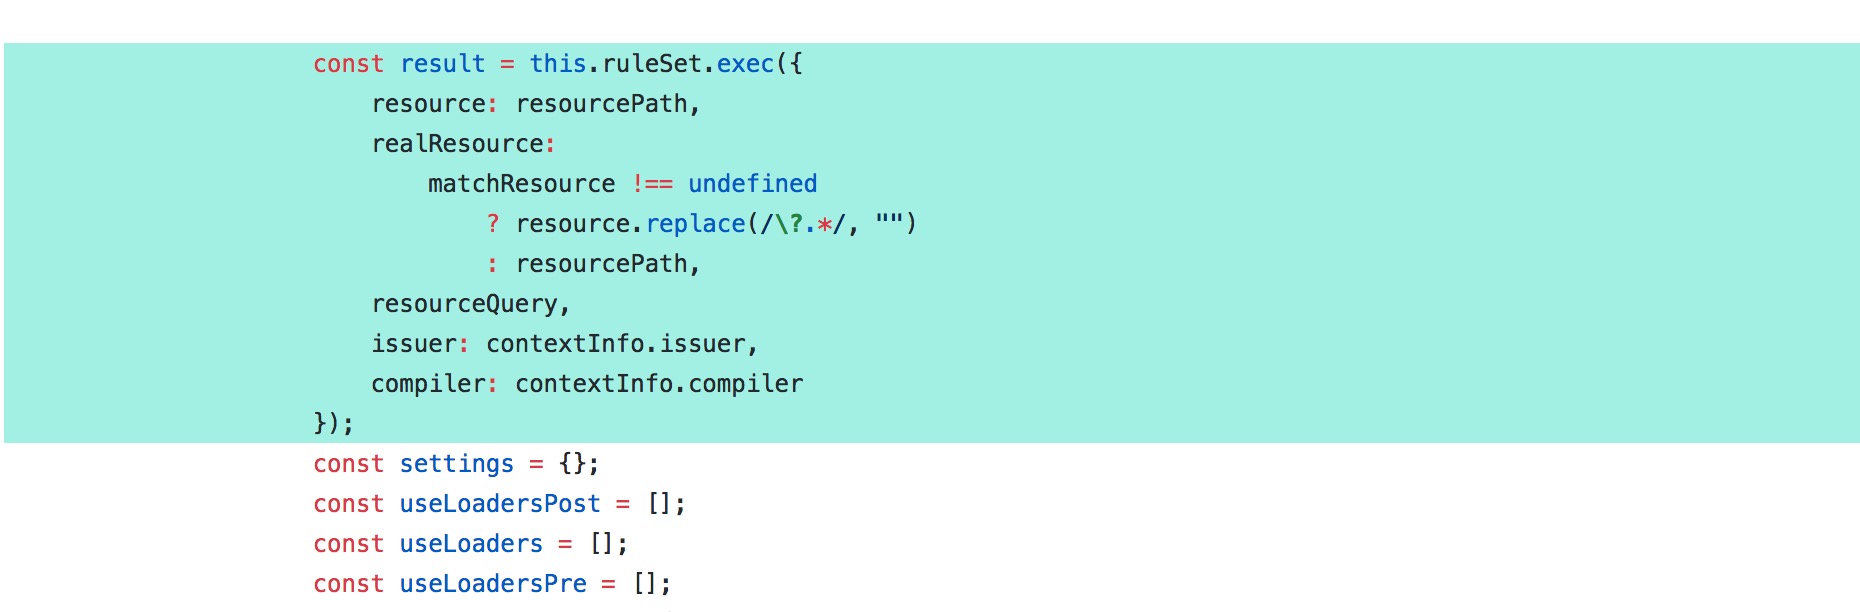 const result = this.ruleSet.exec({
    resource: resourcePath,
    realResource:
        matchResource !== undefined
            ? resource.replace(/\?.*/, "")
            : resourcePath,
    resourceQuery,
    issuer: contextInfo.issuer,
    compiler: contextInfo.compiler
});
const settings = {};
const useLoadersPost = [];
const useLoaders = [];
const useLoadersPre = [];